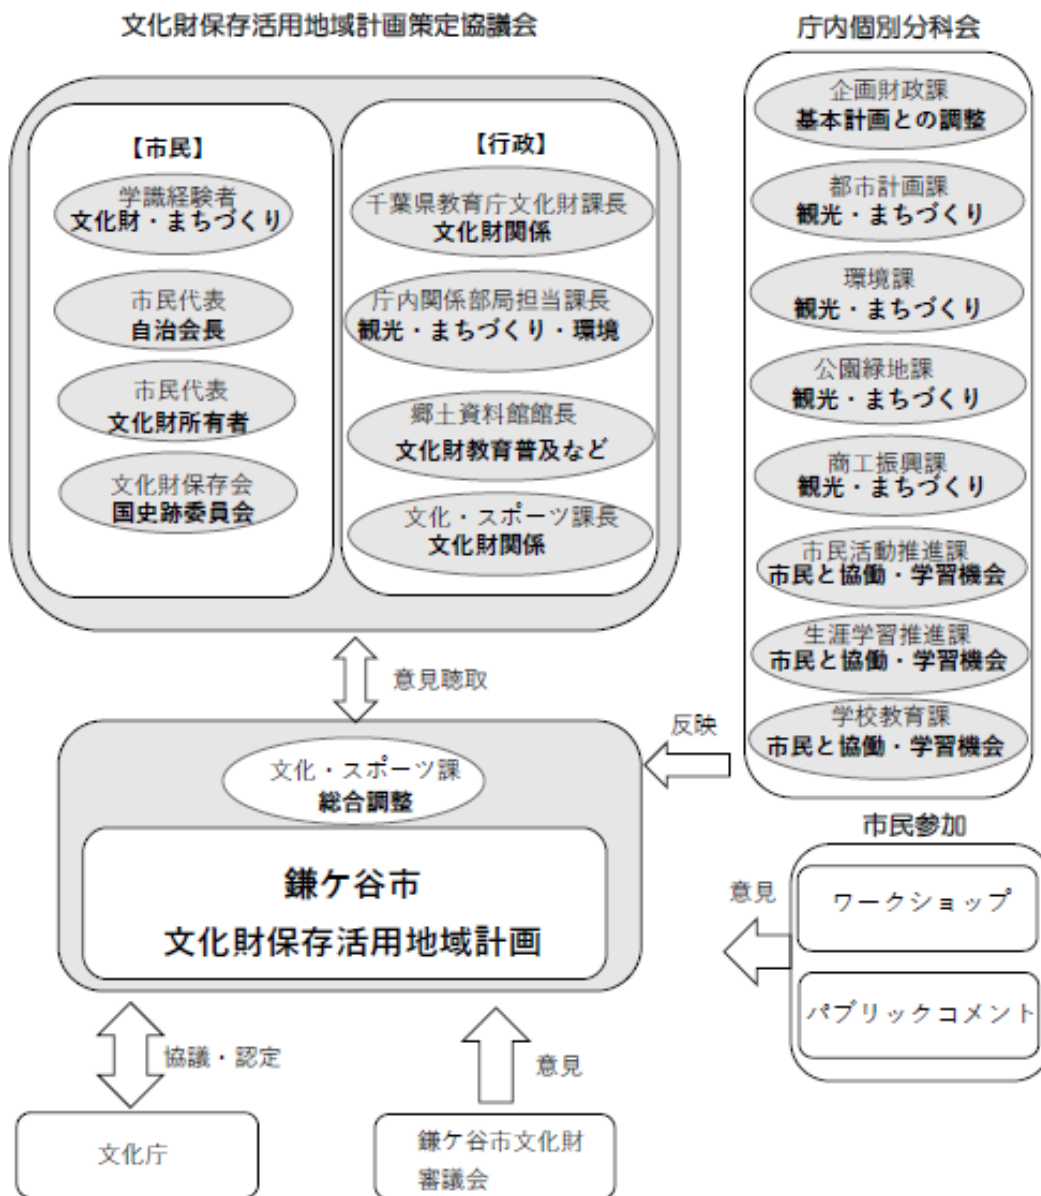 文化財保存活用地域計画策定協議会
【市民】
学識経験者
文化財・まちづくり
市民代表
自治会長
市民代表
文化財所有者
文化財保存会
国史跡委員会
【行政】
千葉県教育庁文化財課長
文化財関係
庁内関係部局担当課長
観光・まちづくり・環境
郷土資料館館長
文化財教育普及など
文化・スポーツ課長
文化財関係
庁内個別分科会
企画財政課
基本計画との調整
都市計画課
観光・まちづくり
環境課
観光・まちづくり
公園緑地課
観光・まちづくり
商工振興課
観光・まちづくり
市民活動推進課
市民と協働・学習機会
生涯学習推進課
市民と協働・学習機会
学校教育課
市民と協働・学習機会
意見聴取
反映
文化・スポーツ課
総合調整
鎌ケ谷市
文化財保存活用地域計画
市民参加
意見
ワークショップ
パブリックコメント
協議・認定
意見
文化庁
鎌ケ谷市文化財
審議会